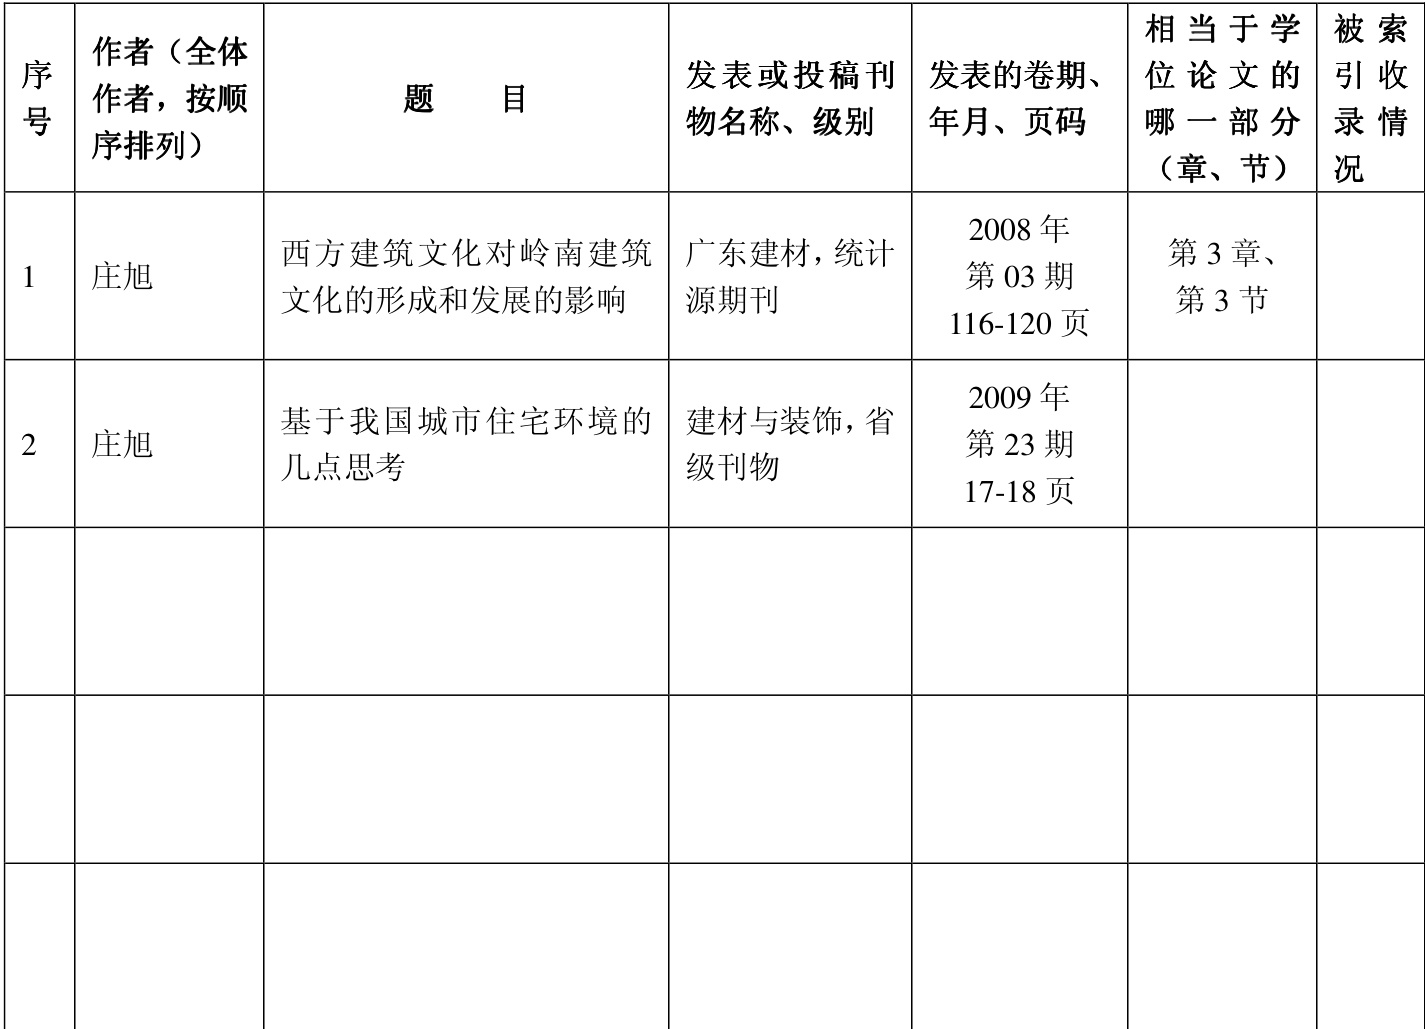 序
号
作者（全体
作者，按顺
序排列）
题 目
发表或投稿刊
物名称、级别
发表的卷期、
年月、页码
相当于学
位论文的
哪一部分
（章、节）
被索
引收
录情
况
1
庄旭
西方建筑文化对岭南建筑
文化的形成和发展的影响
广东建材，统计
源期刊
2008 年
第 03 期
116-120 页
第 3 章、
第 3 节
2
庄旭
基于我国城市住宅环境的
几点思考
建材与装饰，省
级刊物
2009 年
第 23 期
17-18 页